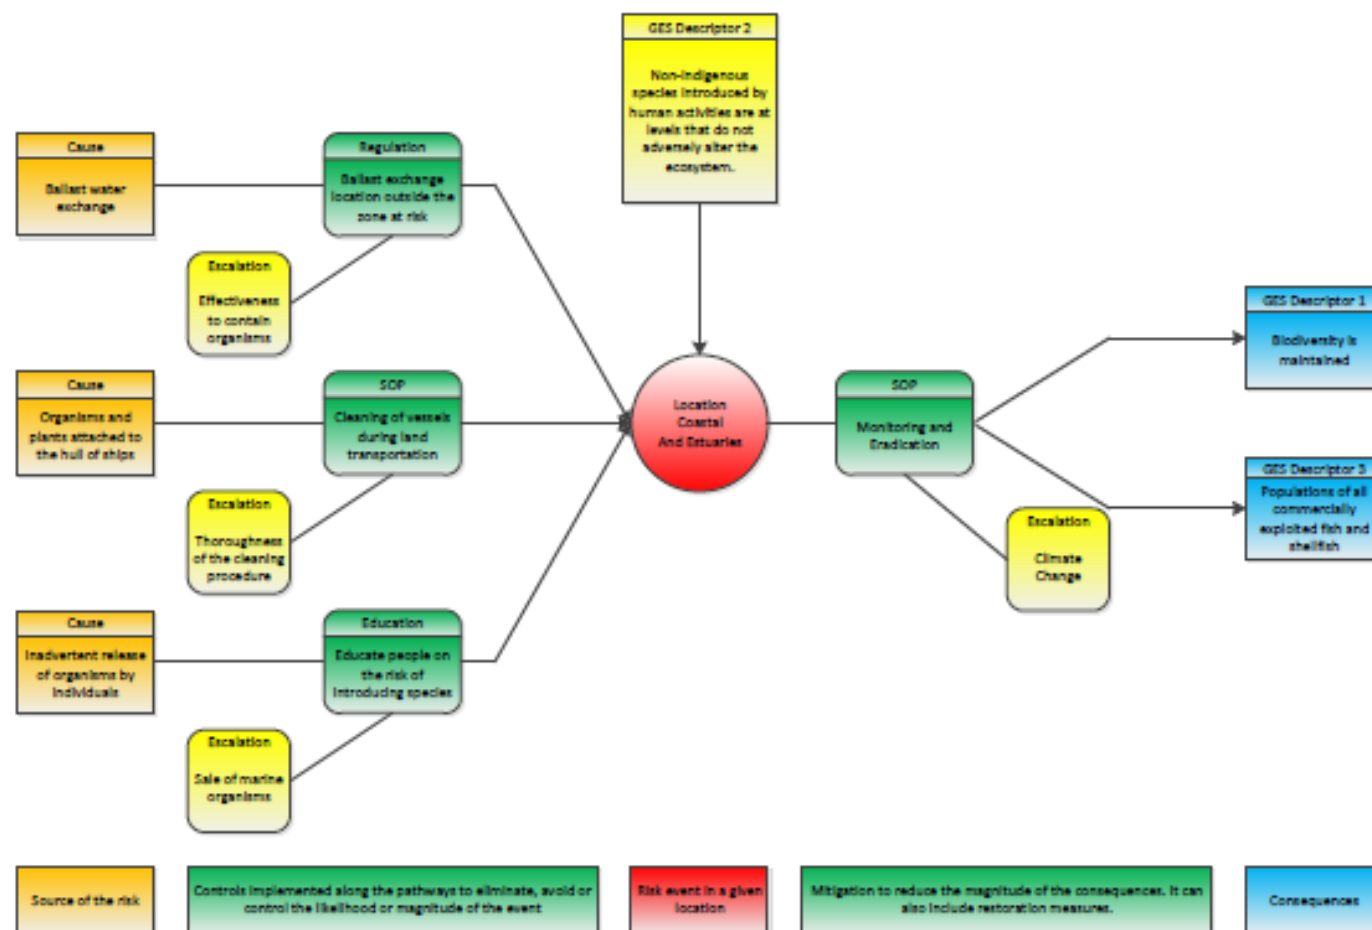 GES Descriptor 2
Non-indigenous
species introduced by
human activities are at
levels that do not
adversely alter the
ecosystem.
Cause
Ballast water
exchange
Regulation
Ballast exchange
location outside the
zone at risk
Escalation
Effectiveness
to contain
organisms
Cause
Organisms and
plants attached to
the hull of ships
SOP
Cleaning of vessels
during land
transportation
Escalation
Thoroughness
of the cleaning
procedure
Cause
Inadvertent release
of organisms by
individuals
Education
Educate people on
the risk of
introducing species
Escalation
Sale of marine
organisms
Location
Coastal
And Estuaries
SOP
Monitoring and
Eradication
Escalation
Climate
Change
GES Descriptor 1
Biodiversity is
maintained
GES Descriptor 3
Populations of all
commercially
exploited fish and
shellfish
Source of the risk
Controls implemented along the pathways to eliminate, avoid or
control the likelihood or magnitude of the event
Risk event in a given
location
Mitigation to reduce the magnitude of the consequences. It can
also include restoration measures.
Consequences